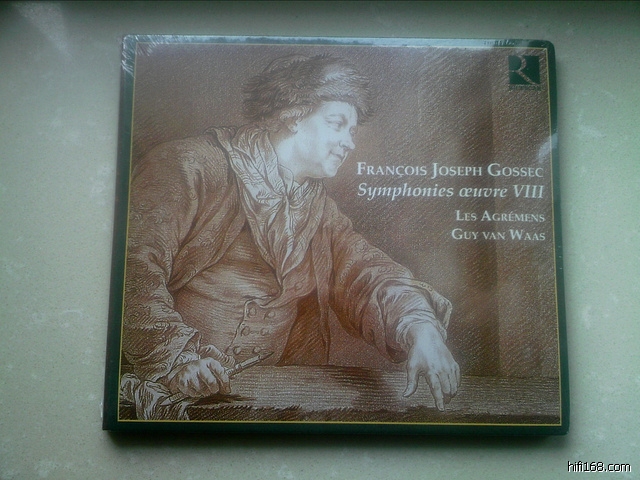 R
FRANÇOIS JOSEPH GOSSEC
Symphonies œuvre VIII
LES AGRÉMENS
GUY VAN WAAS
hifi168.com